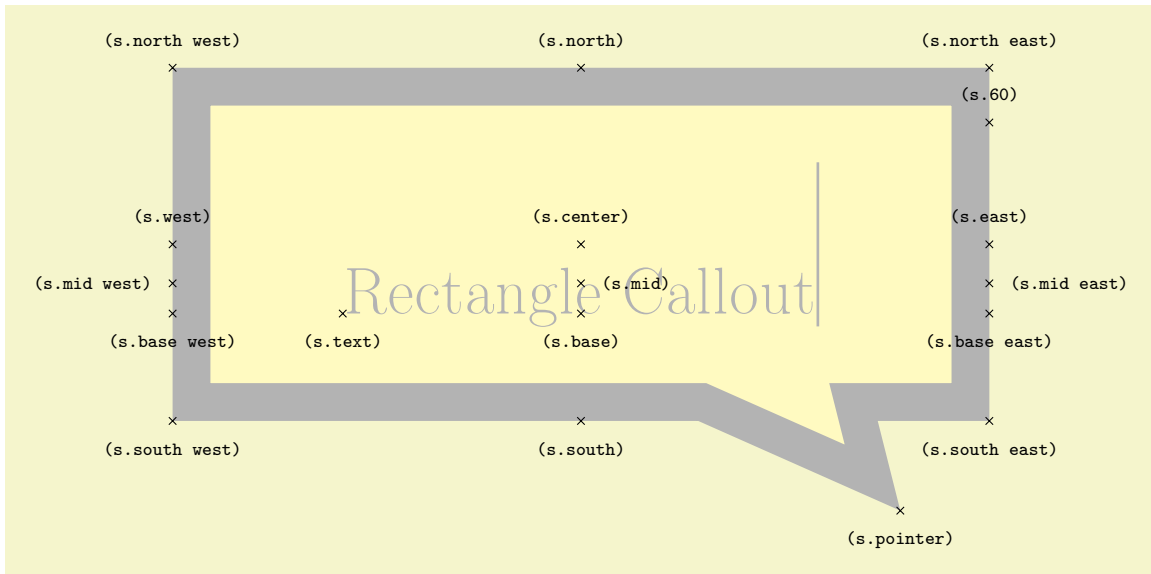 (s.north west) (s.north) (s.north east)
(s.60)
(s.west) (s.center) (s.east)
(s.mid west) Rectangle Callout (s.mid) (s.mid east)
(s.base west) (s.text) (s.base) (s.base east)
(s.south west) (s.south) (s.south east)
(s.pointer)